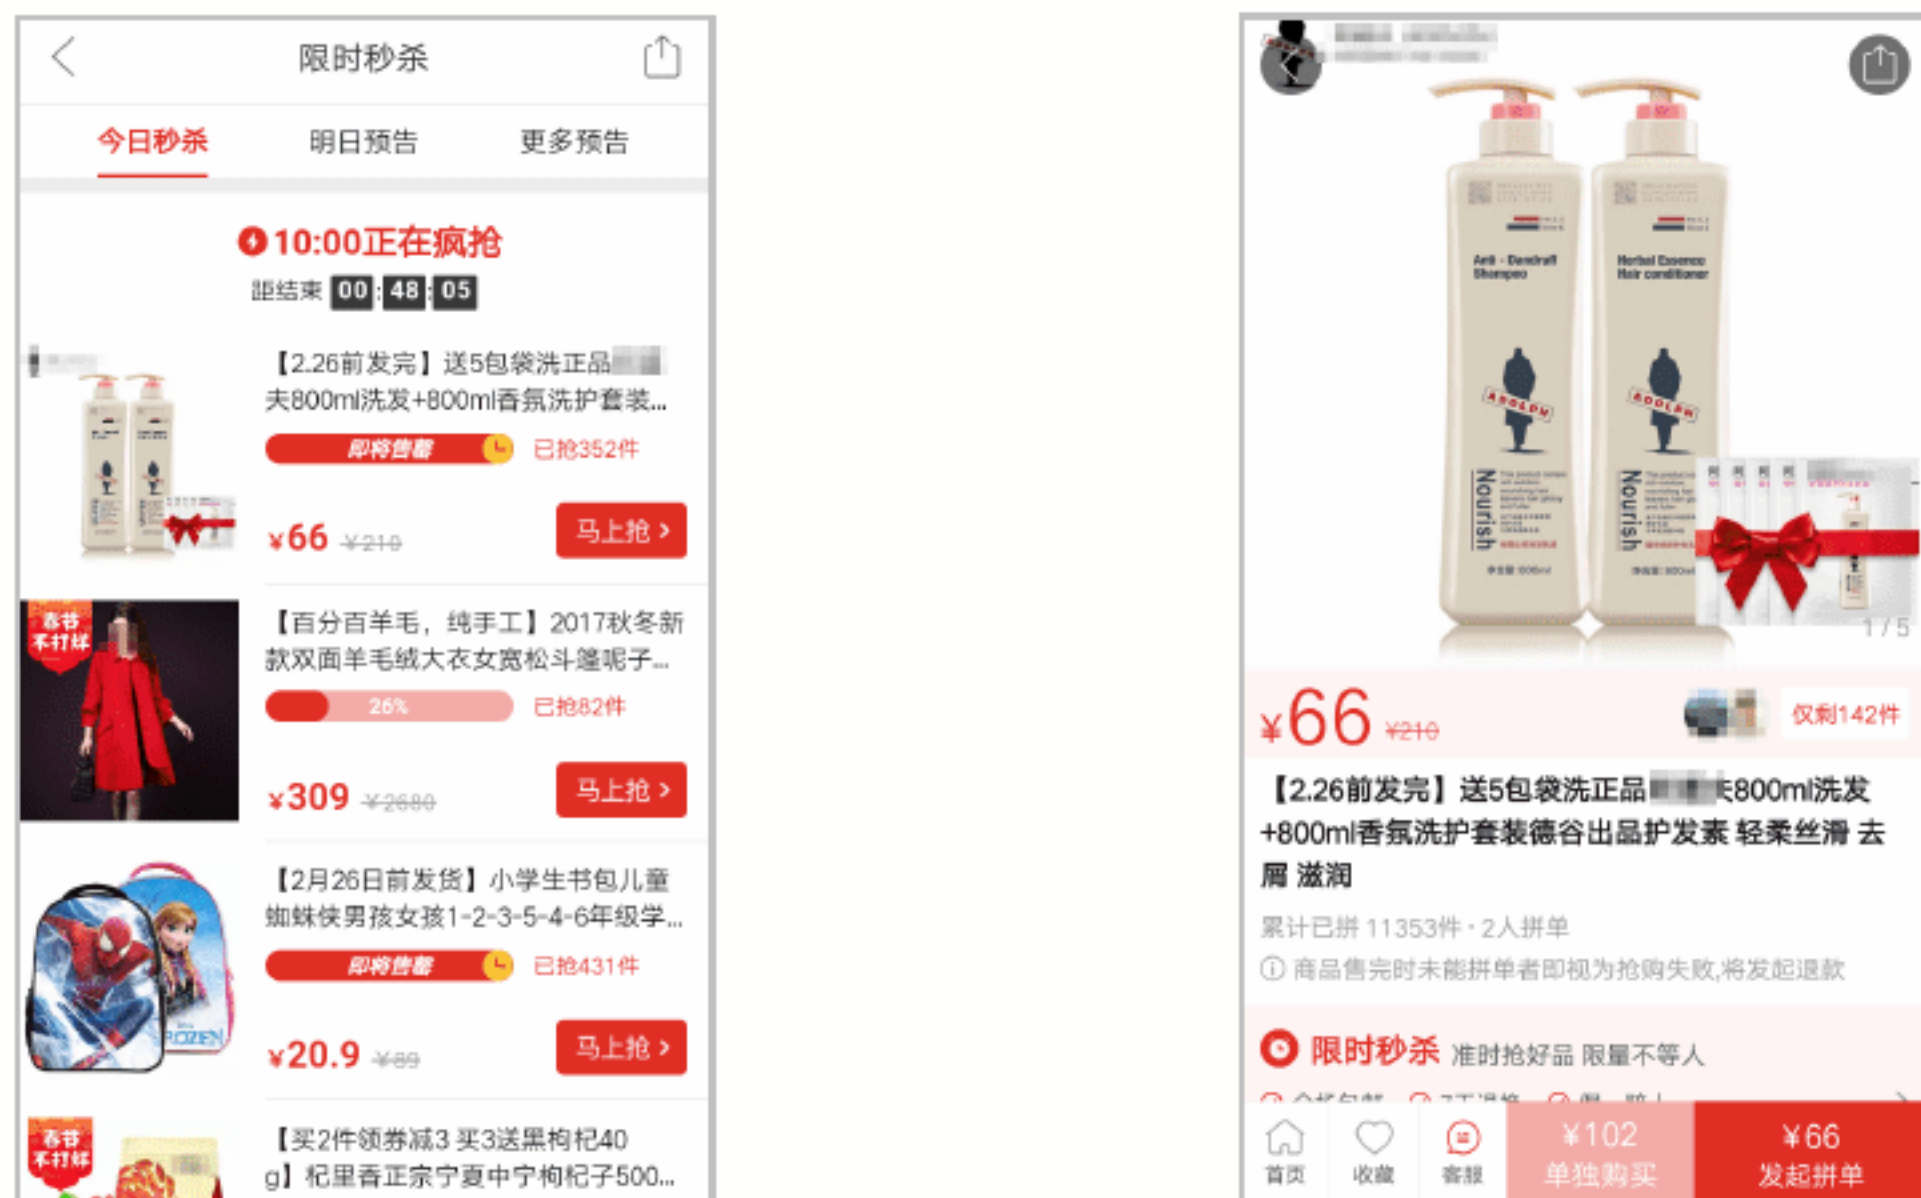 限时秒杀
今日秒杀
明日预告
更多预告
10:00正在疯抢
距结束 00:48:05
【2.26前发完】送5包袋洗正品
夫800ml洗发+800ml香氛洗护套装...
即将售罄
已抢352件
¥66 ¥210
马上抢
春节
不打烊
【百分百羊毛，纯手工】2017秋冬新
款双面羊毛绒大衣女宽松斗篷呢子...
26%
已抢82件
¥309 ¥2680
马上抢
【2月26日前发货】小学生书包儿童
蜘蛛侠男孩女孩1-2-3-5-4-6年级学...
即将售罄
已抢431件
¥20.9 ¥89
马上抢
春节
不打烊
【买2件领券减3 买3送黑枸杞40
g】杞里香正宗宁夏中宁枸杞子500...
Anti - Dandruff
Shampoo
ADOLPH
Nourish
Herbal Essence
Hair conditioner
ADOLPH
Nourish
1/5
¥66 ¥210
仅剩142件
【2.26前发完】送5包袋洗正品 夫800ml洗发
+800ml香氛洗护套装德谷出品护发素 轻柔丝滑 去
屑 滋润
累计已拼 11353件·2人拼单
商品售完时未能拼单者即视为抢购失败,将发起退款
限时秒杀 准时抢好品 限量不等人
首页
收藏
客服
¥102
单独购买
¥66
发起拼单